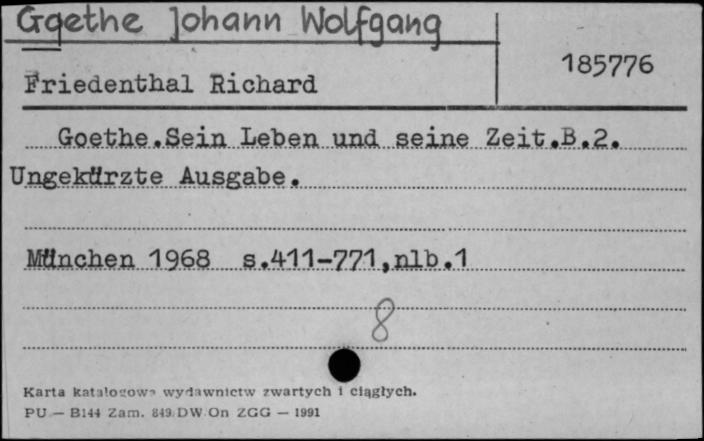 Goethe Johann Wolfgang
185776
Friedenthal Richard
Goethe.Sein Leben und seine Zeit.B.2.
Ungekürzte Ausgabe.
München 1968 s.411-771,nlb.1
8
Karta katalogowa wydawnictw zwartych i ciągłych.
PU — B144 Zam. 849 DW On ZGG — 1991